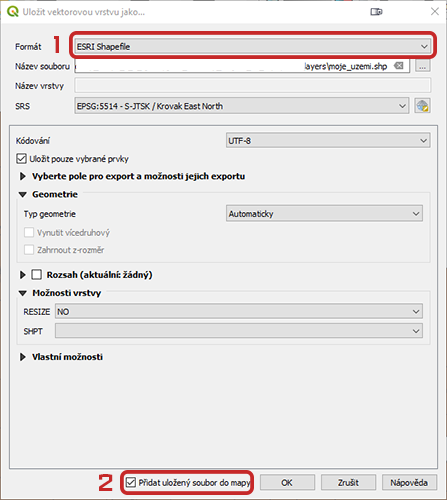 Uložit vektorovou vrstvu jako...
1
Formát ESRI Shapefile
Název souboru layers\moje_uzemi.shp ...
Název vrstvy
SRS EPSG:5514 - S-JTSK / Krovak East North
Kódování UTF-8
Uložit pouze vybrané prvky
Vyberte pole pro export a možnosti jejich exportu
Geometrie
Typ geometrie Automaticky
Vynutit vícedruhový
Zahrnout z-rozměr
Rozsah (aktuální: žádný)
Možnosti vrstvy
RESIZE NO
SHPT
Vlastní možnosti
2 Přidat uložený soubor do mapy OK Zrušit Nápověda